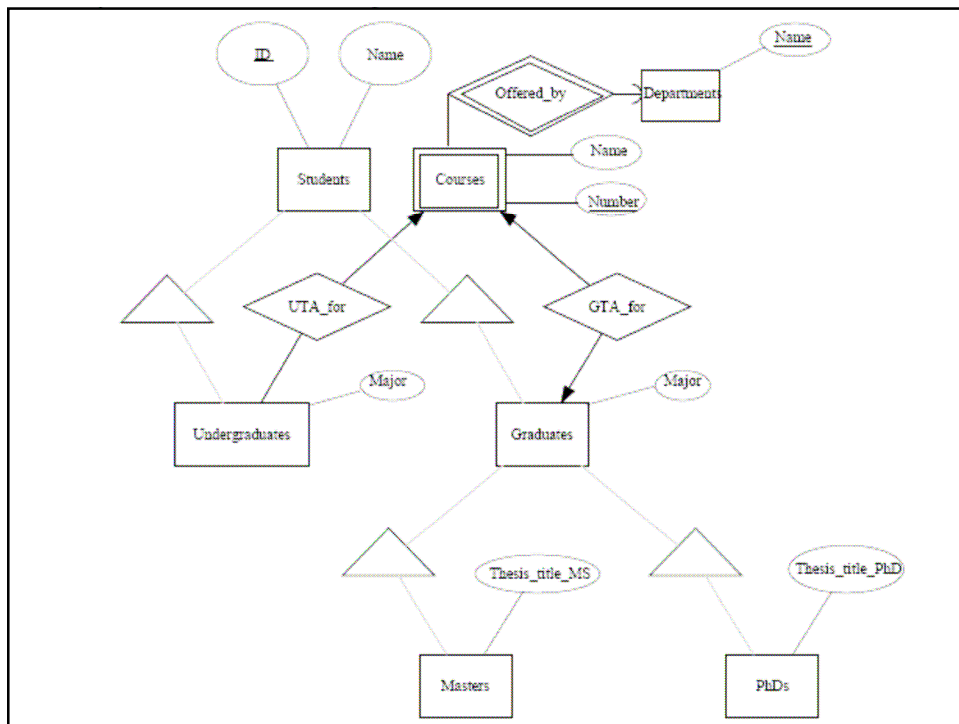 Name
ID
Name
Offered_by
Departments
Name
Students
Courses
Number
UTA_for
GTA_for
Major
Major
Undergraduates
Graduates
Thesis_title_MS
Thesis_title_PhD
Masters
PhDs